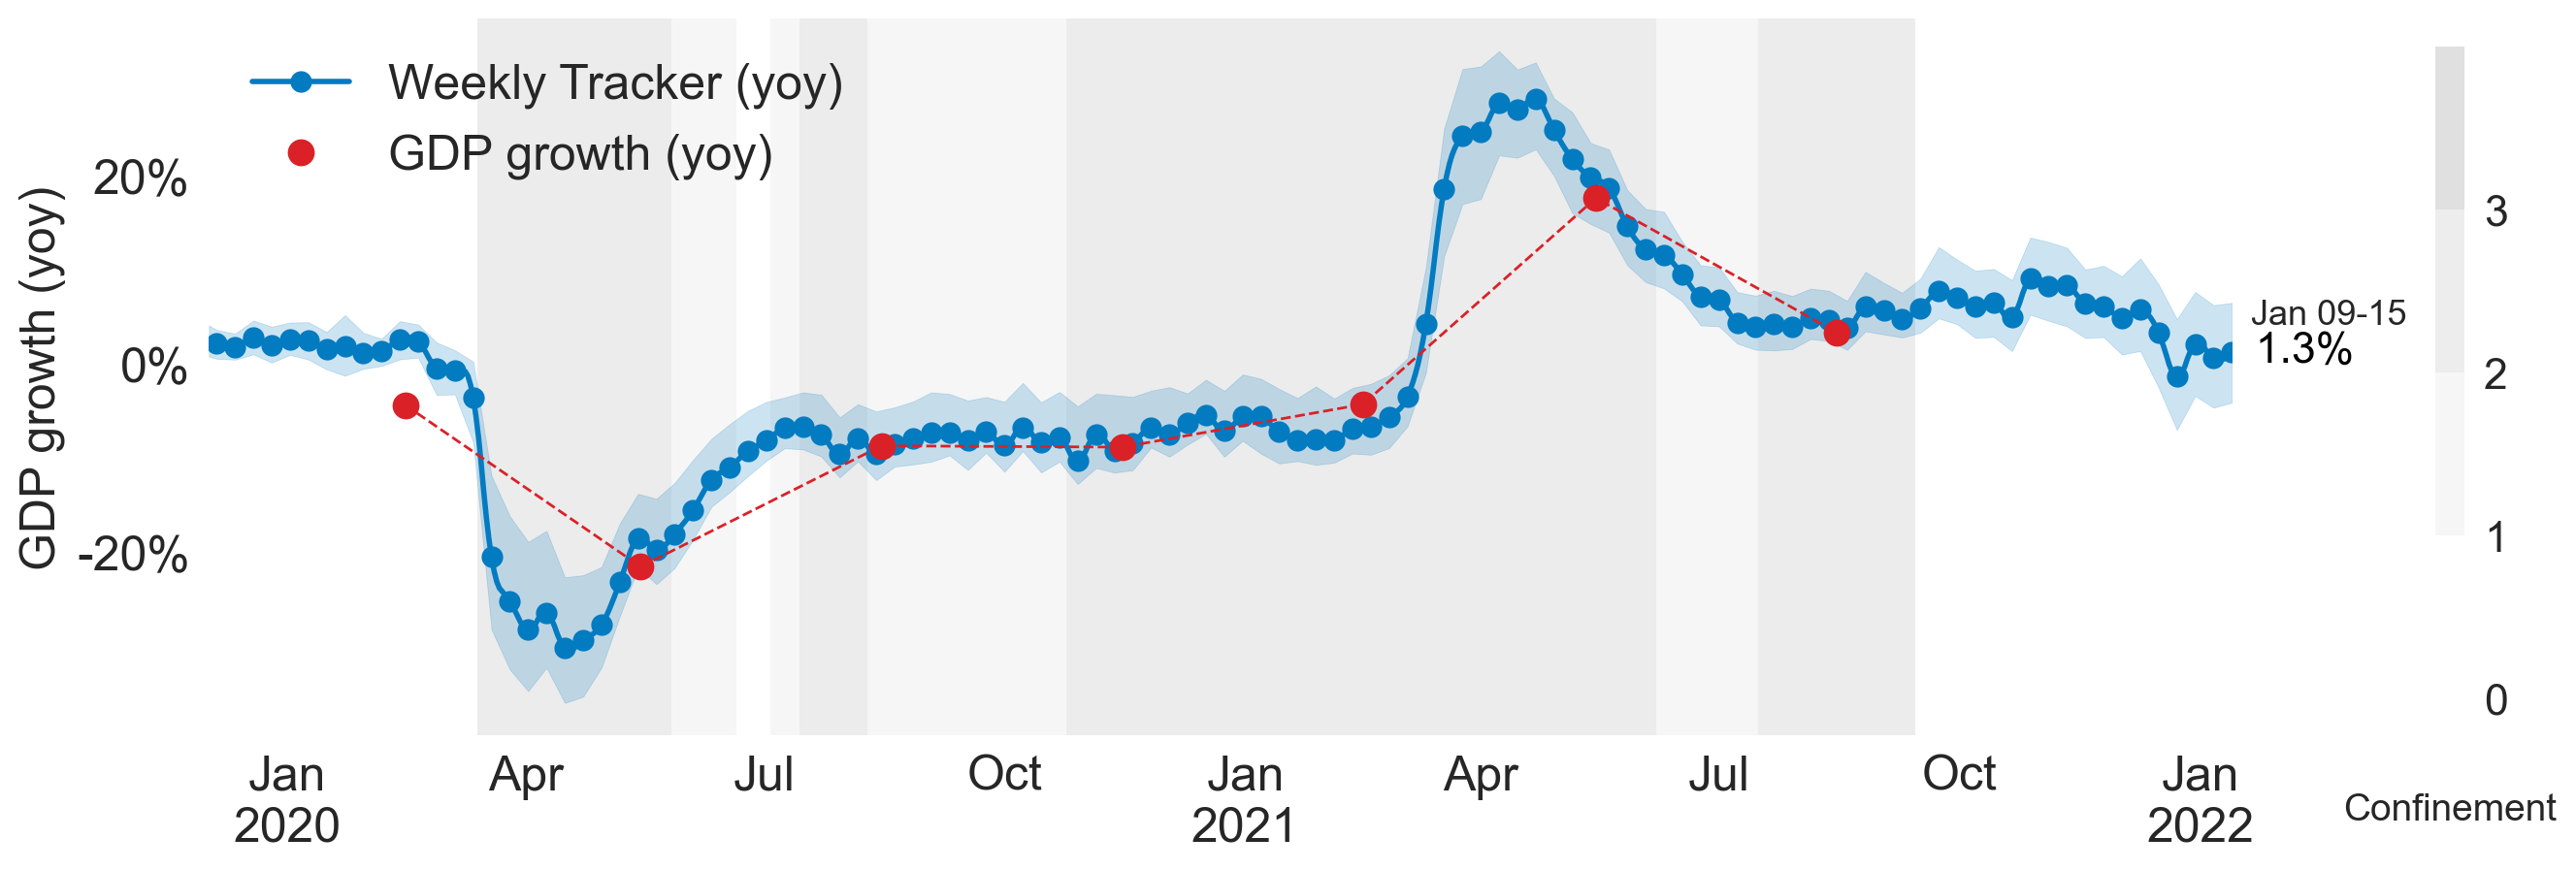 Weekly Tracker (yoy)
GDP growth (yoy)
GDP growth (yoy)
20%
0%
-20%
Jan 09-15
1.3%
3
2
1
0
Jan
2020
Apr
Jul
Oct
Jan
2021
Apr
Jul
Oct
Jan
2022
Confinement